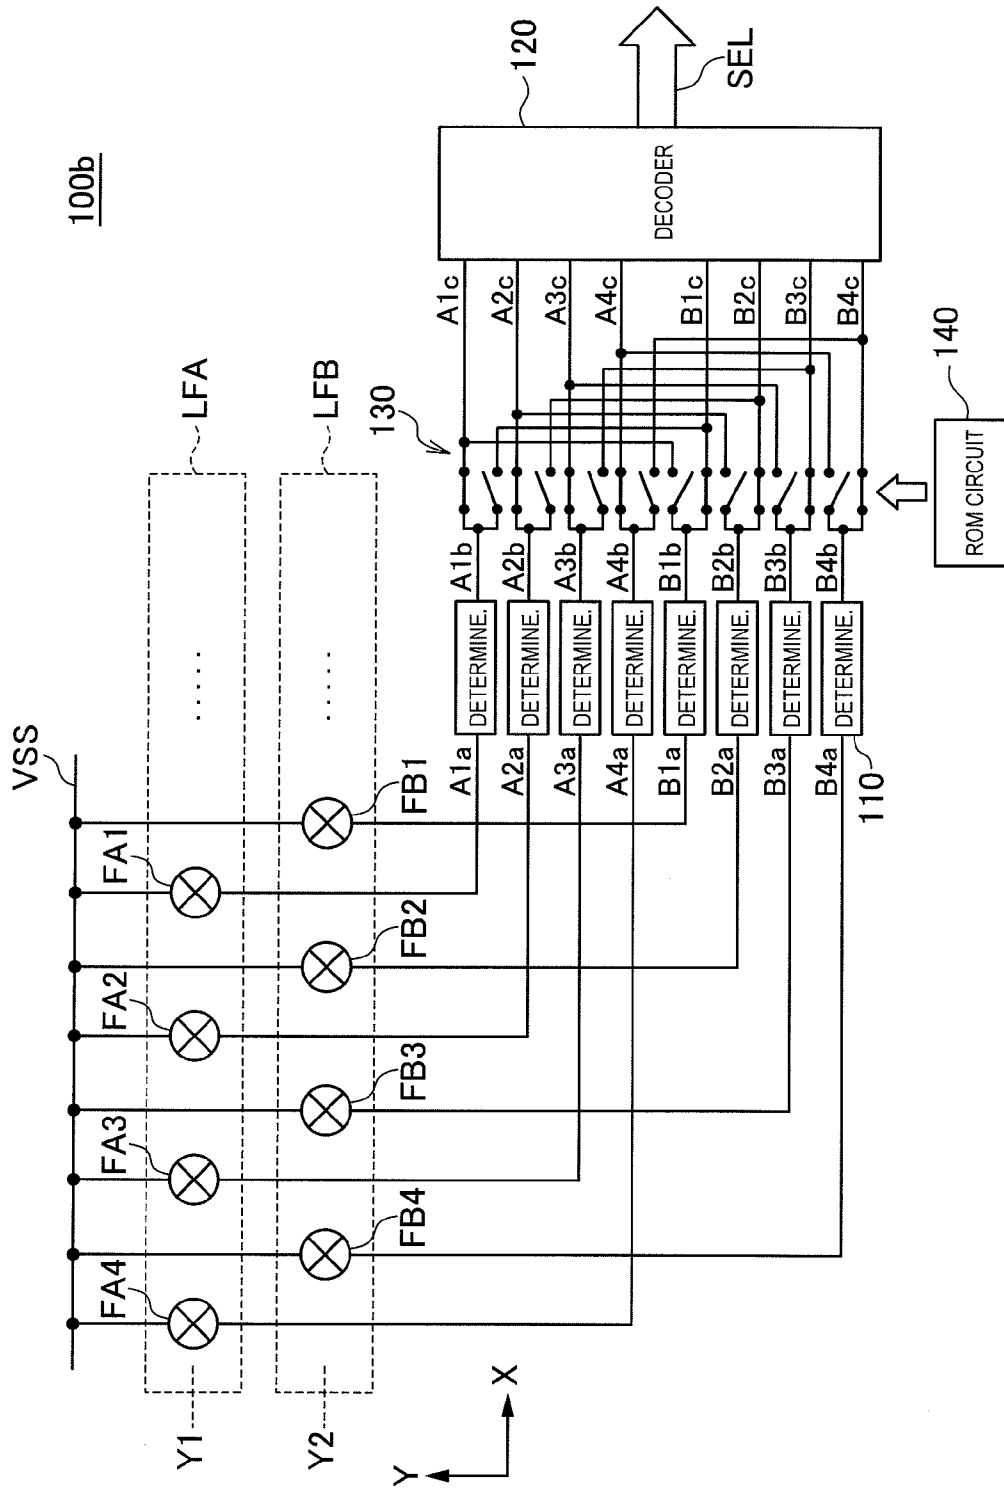 100b
VSS
FA4
FA3
FA2
FA1
LFA
Y1
.....
FB4
FB3
FB2
FB1
LFB
Y2
.....
Y
X
A1a
DETERMINE.
A1b
A2a
DETERMINE.
A2b
A3a
DETERMINE.
A3b
A4a
DETERMINE.
A4b
B1a
DETERMINE.
B1b
B2a
DETERMINE.
B2b
B3a
DETERMINE.
B3b
B4a
DETERMINE.
B4b
110
130
A1c
A2c
A3c
A4c
B1c
B2c
B3c
B4c
DECODER
120
SEL
140
ROM CIRCUIT